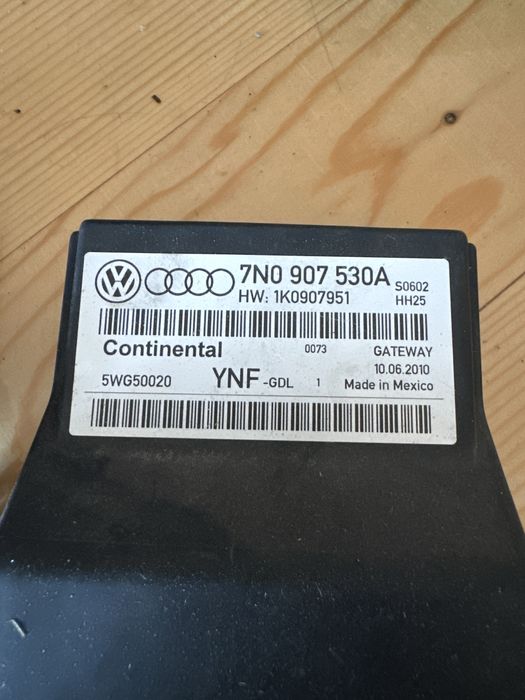 7N0 907 530A S0602
HW: 1K0907951 HH25
Continental 0073 GATEWAY
10.06.2010
5WG50020 YNF -GDL 1 Made in Mexico